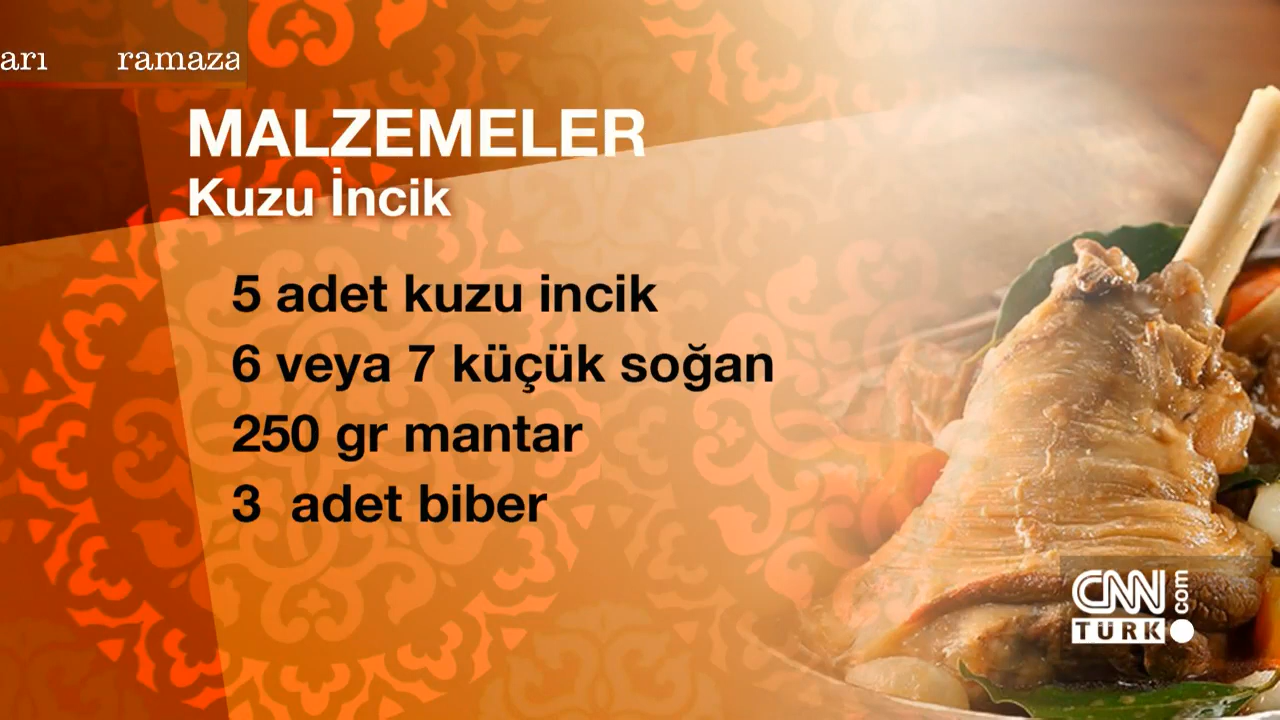 arı ramaza
MALZEMELER
Kuzu İncik
5 adet kuzu incik
6 veya 7 küçük soğan
250 gr mantar
3 adet biber
CNN
TÜRK
.com